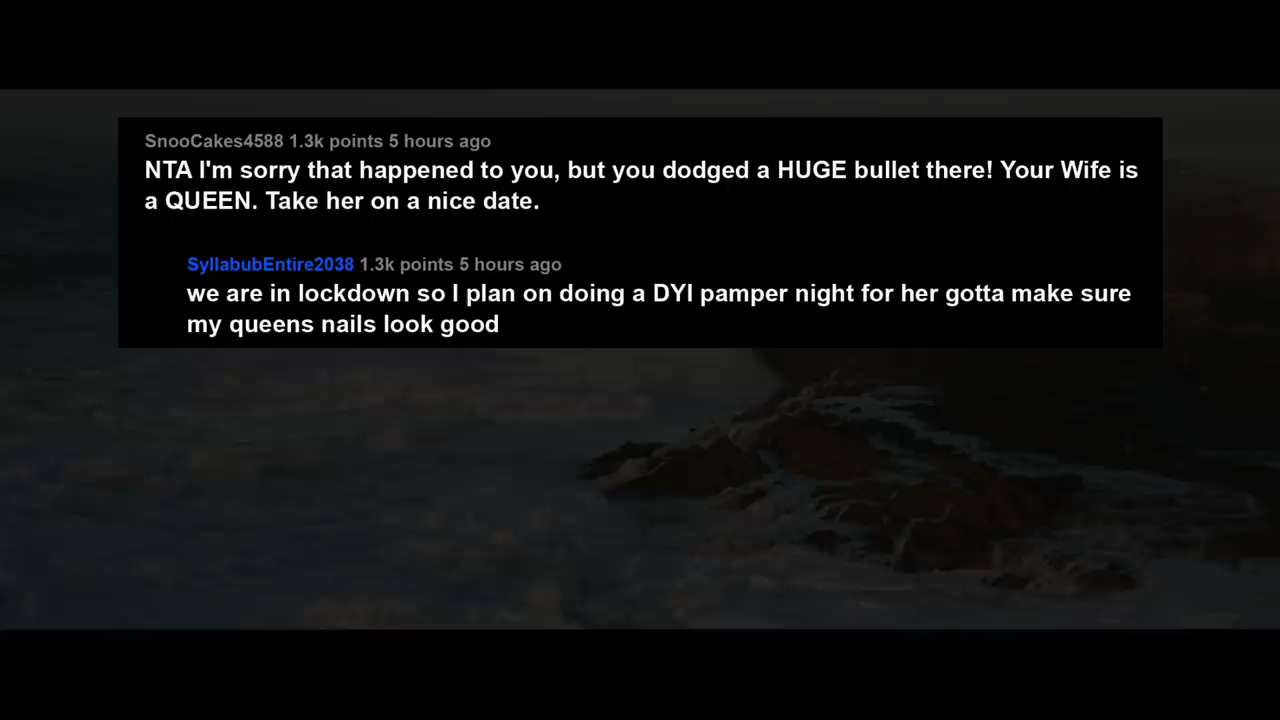 SnooCakes4588 1.3k points 5 hours ago
NTA I'm sorry that happened to you, but you dodged a HUGE bullet there! Your Wife is
a QUEEN. Take her on a nice date.
SyllabubEntire2038 1.3k points 5 hours ago
we are in lockdown so I plan on doing a DYI pamper night for her gotta make sure
my queens nails look good